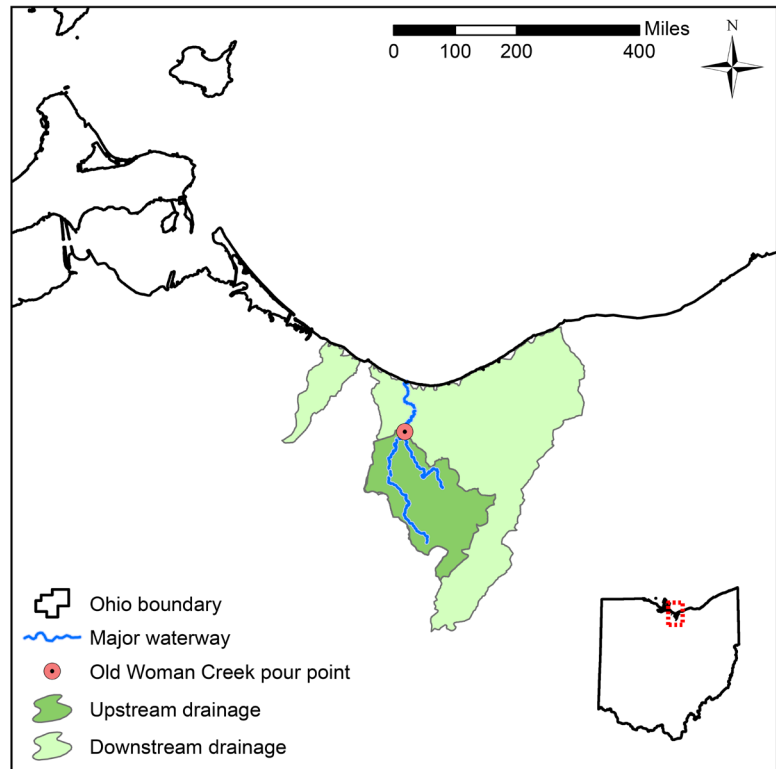 Miles
0 100 200 400
N
Ohio boundary
Major waterway
Old Woman Creek pour point
Upstream drainage
Downstream drainage